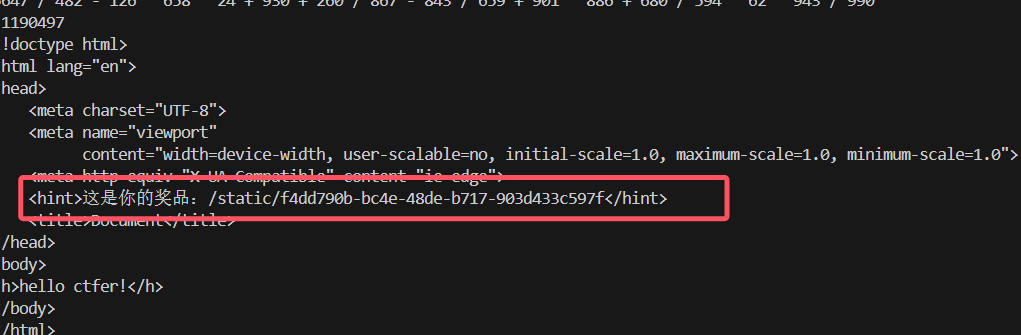 / 482 - 126 * 658 * 24 + 930 + 260 / 867 - 843 / 659 + 901 * 886 + 680 / 594 * 62 * 943 / 990
1190497
!doctype html>
html lang="en">
head>
<meta charset="UTF-8">
<meta name="viewport"
content="width=device-width, user-scalable=no, initial-scale=1.0, maximum-scale=1.0, minimum-scale=1.0">
<meta http-equiv="X-UA-Compatible" content="ie=edge">
<hint>这是你的奖品：/static/f4dd790b-bc4e-48de-b717-903d433c597f</hint>
<title>Document</title>
/head>
body>
h>hello ctfer!</h>
/body>
/html>